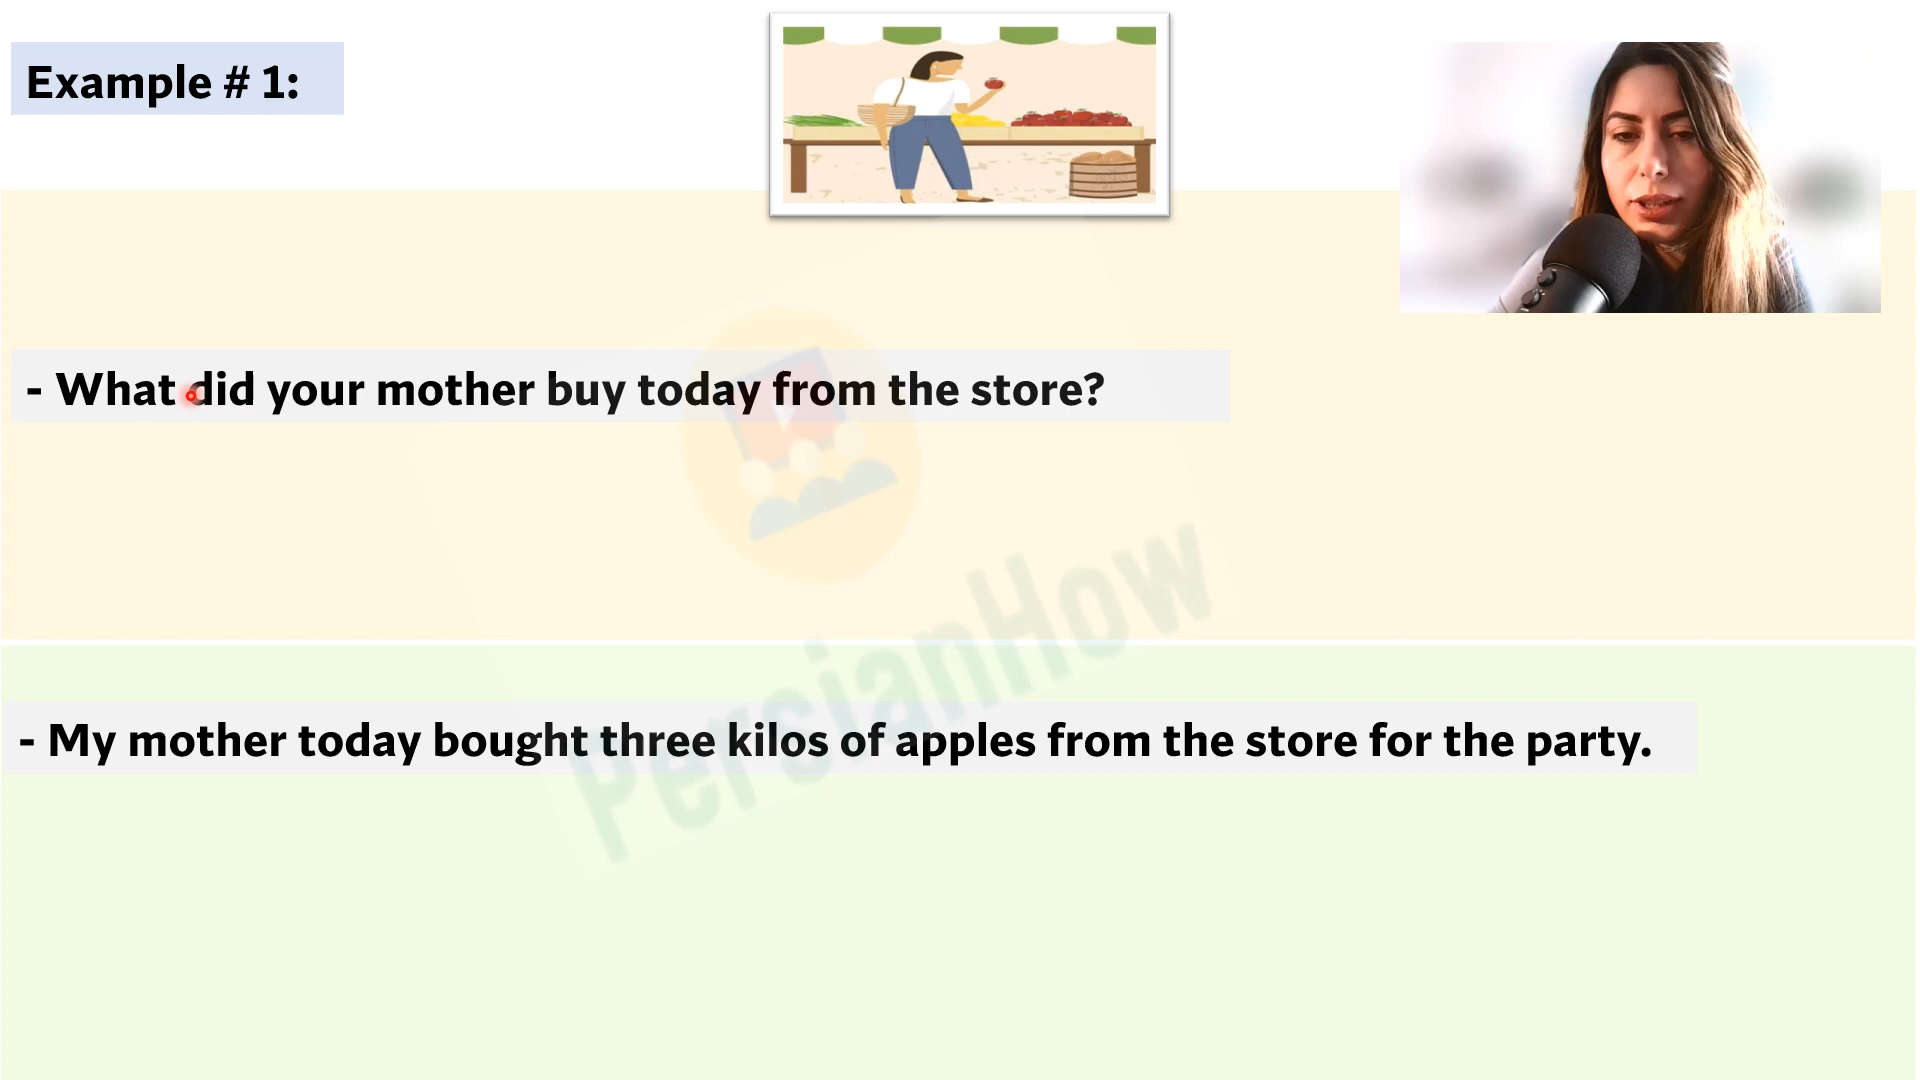 Example # 1:
- What did your mother buy today from the store?
- My mother today bought three kilos of apples from the store for the party.
PersianHow